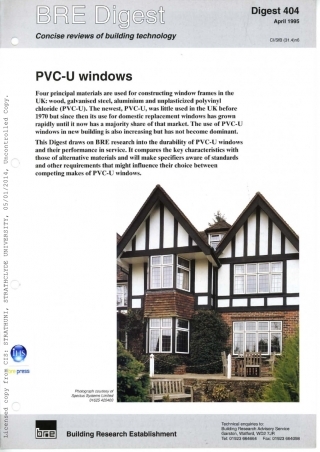 BRE Digest
Concise reviews of building technology
Digest 404
April 1995
CI/SfB (31.4)n6
PVC-U windows
Four principal materials are used for constructing window frames in the
UK: wood, galvanised steel, aluminium and unplasticized polyvinyl
chloride (PVC-U). The newest, PVC-U, was little used in the UK before
1970 but since then its use for domestic replacement windows has grown
rapidly until it now has a majority share of that market. The use of PVC-U
windows in new building is also increasing but has not become dominant.
This Digest draws on BRE research into the durability of PVC-U windows
and their performance in service. It compares the key characteristics with
those of alternative materials and will make specifiers aware of standards
and other requirements that might influence their choice between
competing makes of PVC-U windows.
Licensed copy from CIS: STRATHUNI, STRATHCLYDE UNIVERSITY, 05/01/2014, Uncontrolled Copy.
IHS
press
Photograph courtesy of
Spectus Systems Limited
bre
Building Research Establishment
Technical enquiries to:
Building Research Advisory Service
Garston, Watford, WD2 7JR
Tel: 01923 664664 Fax: 01923 664098